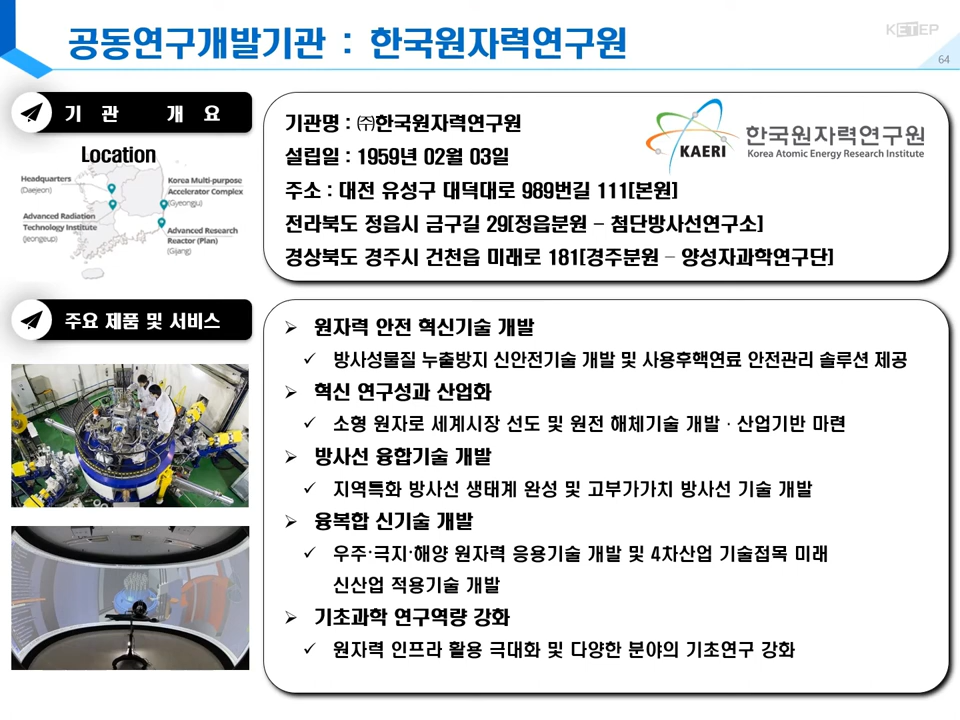 공동연구개발기관 : 한국원자력연구원
KETEP
64
기 관 개 요
Location
Headquarters
(Daejeon)
Korea Multi-purpose
Accelerator Complex
(Gyeongju)
Advanced Radiation
Technology Institute
(jeongeup)
Advanced Research
Reactor (Plan)
(Gijang)
기관명 : ㈜한국원자력연구원
설립일 : 1959년 02월 03일
주소 : 대전 유성구 대덕대로 989번길 111[본원]
전라북도 정읍시 금구길 29[정읍분원 – 첨단방사선연구소]
경상북도 경주시 건천읍 미래로 181[경주분원 – 양성자과학연구단]
KAERI
한국원자력연구원
Korea Atomic Energy Research Institute
주요 제품 및 서비스
➢ 원자력 안전 혁신기술 개발
✓ 방사성물질 누출방지 신안전기술 개발 및 사용후핵연료 안전관리 솔루션 제공
➢ 혁신 연구성과 산업화
✓ 소형 원자로 세계시장 선도 및 원전 해체기술 개발 · 산업기반 마련
➢ 방사선 융합기술 개발
✓ 지역특화 방사선 생태계 완성 및 고부가가치 방사선 기술 개발
➢ 융복합 신기술 개발
✓ 우주·극지·해양 원자력 응용기술 개발 및 4차산업 기술접목 미래
신산업 적용기술 개발
➢ 기초과학 연구역량 강화
✓ 원자력 인프라 활용 극대화 및 다양한 분야의 기초연구 강화